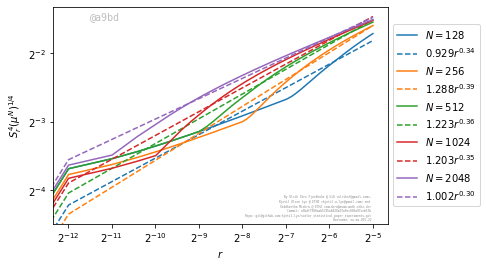 @a9bd
N = 128
0.929r^0.34
N = 256
1.288r^0.39
N = 512
1.223r^0.36
N = 1024
1.203r^0.35
N = 2048
1.002r^0.30
S_r^4(μ^N)^1/4
2^-2
2^-3
2^-4
2^-12
2^-11
2^-10
2^-9
2^-8
2^-7
2^-6
2^-5
r